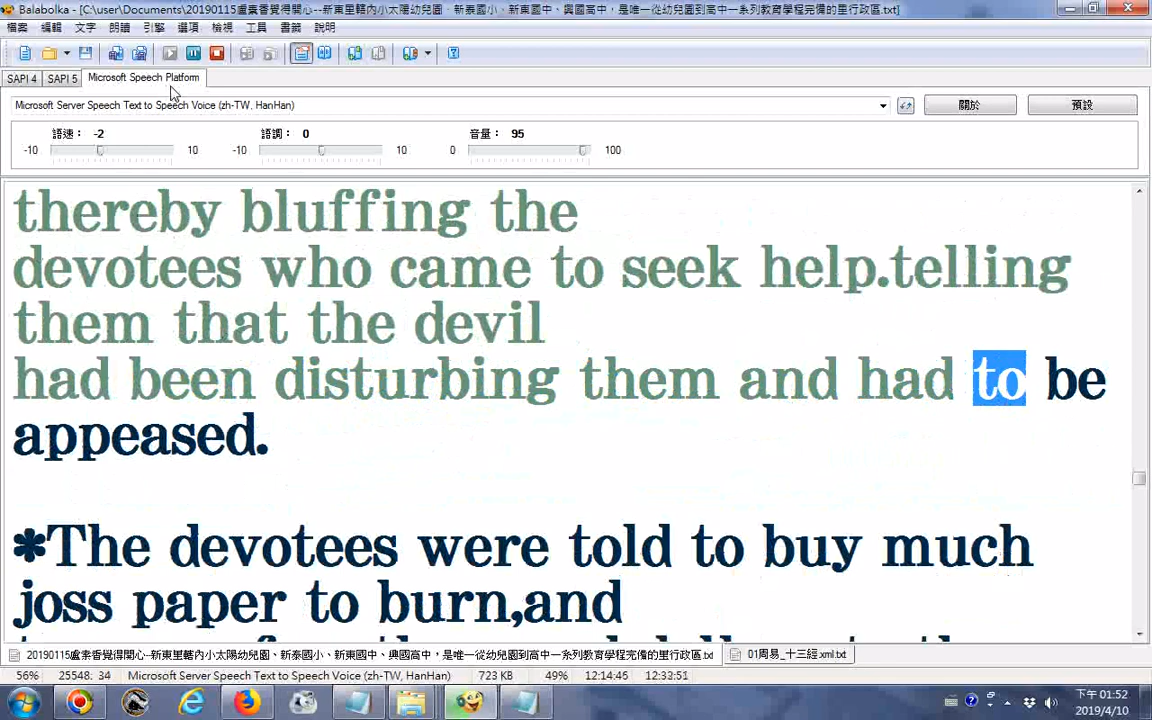 Balabolka - [C:\user\Documents\20190115盧素香覺得開心--新東里轄內小太陽幼兒園、新泰國小、新東國中、興國高中，是唯一從幼兒園到高中一系列教育學程完備的里行政區.txt]
檔案 編輯 文字 朗讀 引擎 選項 檢視 工具 書籤 說明
SAPI 4 SAPI 5 Microsoft Speech Platform
Microsoft Server Speech Text to Speech Voice (zh-TW, HanHan) 關於 預設
語速： -2 語調： 0 音量： 95
-10 10 -10 10 0 100
thereby bluffing the
devotees who came to seek help.telling
them that the devil
had been disturbing them and had to be
appeased.
*The devotees were told to buy much
joss paper to burn,and
20190115盧素香覺得開心--新東里轄內小太陽幼兒園、新泰國小、新東國中、興國高中，是唯一從幼兒園到高中一系列教育學程完備的里行政區.txt 01周易_十三經.xml.txt
56% 25548: 34 Microsoft Server Speech Text to Speech Voice (zh-TW, HanHan) 723 KB 49% 12:14:46 12:33:51
下午 01:52
2019/4/10